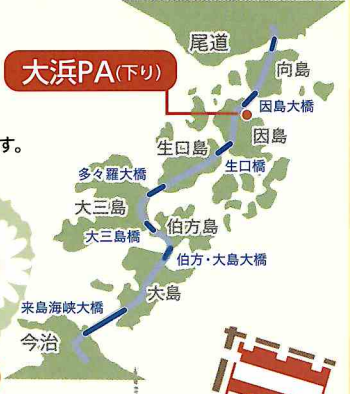 尾道
大浜PA(下り)
向島
因島大橋
す。
因島
生口島
生口橋
多々羅大橋
大三島
伯方島
大三島橋
伯方・大島大橋
大島
来島海峡大橋
今治